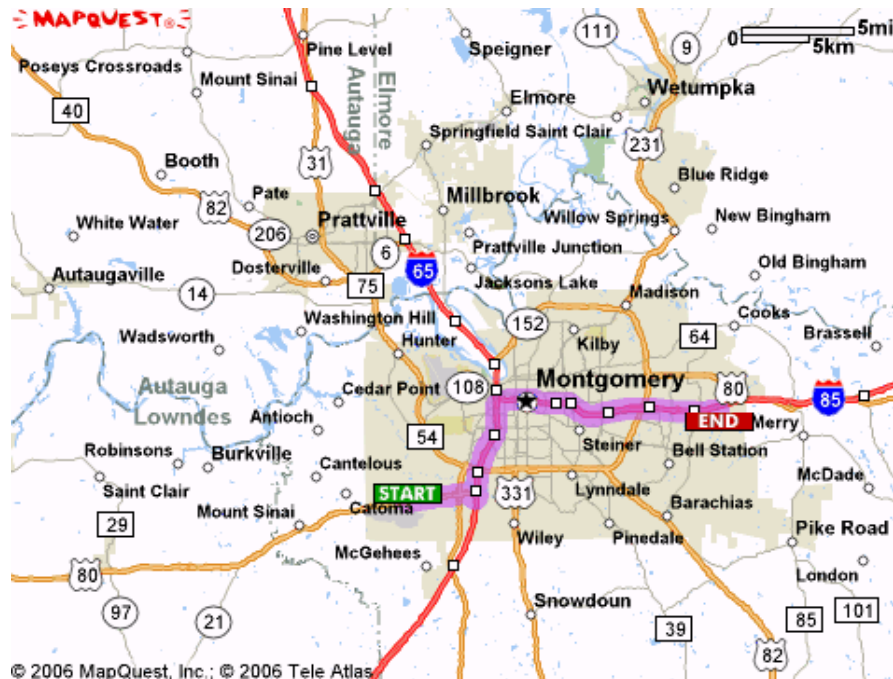 MAPQUEST®
111
9
0 5mi
5km
Pine Level
Speigner
Poseys Crossroads
Mount Sinai
Elmore
Autauga
Wetumpka
40
Elmore
Springfield Saint Clair
231
31
Booth
Blue Ridge
Pate
82
Millbrook
Willow Springs
New Bingham
White Water
206
Prattville
6
Prattville Junction
Dosterville
65
Old Bingham
Autaugaville
14
75
Jacksons Lake
Madison
Washington Hill
152
Cooks
Brassell
Wadsworth
Hunter
Kilby
64
Autauga
Lowndes
Cedar Point
108
Montgomery
80
85
Antioch
END
Merry
54
Steiner
Robinsons
Burkville
Bell Station
Cantelous
Saint Clair
START
Catoma
331
Lynndale
McDade
29
Mount Sinai
Barachias
Wiley
Pinedale
Pike Road
McGehees
80
London
97
21
Snowdoun
39
85
101
82
© 2006 MapQuest, Inc.; © 2006 Tele Atlas